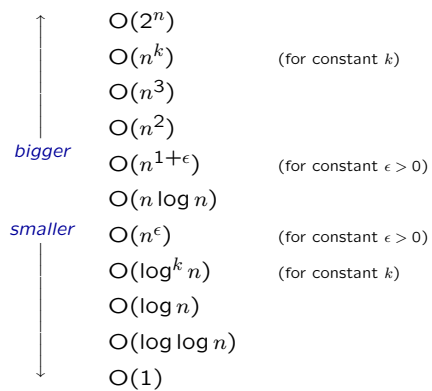 O(2^n)
O(n^k) (for constant k)
O(n^3)
O(n^2)
bigger
O(n^{1+ϵ}) (for constant ϵ > 0)
O(n log n)
smaller
O(n^ϵ) (for constant ϵ > 0)
O(log^k n) (for constant k)
O(log n)
O(log log n)
O(1)